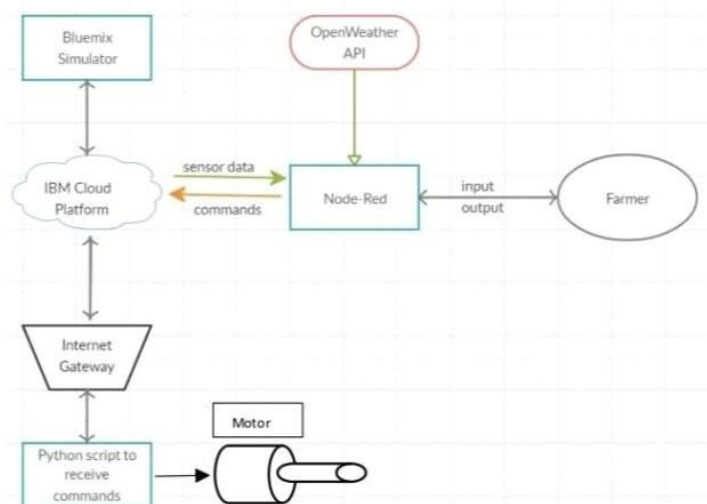 Bluemix
Simulator
OpenWeather
API
sensor data
commands
IBM Cloud
Platform
Node-Red
input
output
Farmer
Internet
Gateway
Motor
Python script to
receive
commands